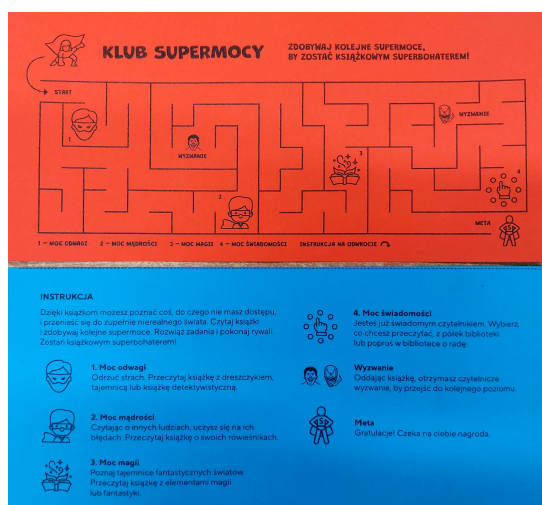 KLUB SUPERMOCY
ZDOBYWAJ KOLEJNE SUPERMOCE,
BY ZOSTAĆ KSIĄŻKOWYM SUPERBOHATEREM!
START
1
WYZWANIE
2
3
WYZWANIE
4
META
1 – MOC ODWAGI 2 – MOC MĄDROŚCI 3 – MOC MAGII 4 – MOC ŚWIADOMOŚCI INSTRUKCJA NA ODWROCIE
INSTRUKCJA
Dzięki książkom możesz poznać coś, do czego nie masz dostępu,
i przenieść się do zupełnie nierealnego świata. Czytaj książki
i zdobywaj kolejne supermoce. Rozwiąż zadania i pokonaj rywali.
Zostań książkowym superbohaterem!
1. Moc odwagi
Odrzuć strach. Przeczytaj książkę z dreszczykiem,
tajemnicą lub książkę detektywistyczną.
2. Moc mądrości
Czytając o innych ludziach, uczysz się na ich
błędach. Przeczytaj książkę o swoich rówieśnikach.
3. Moc magii
Poznaj tajemnice fantastycznych światów.
Przeczytaj książkę z elementami magii
lub fantastyki.
4. Moc świadomości
Jesteś już świadomym czytelnikiem. Wybierz,
co chcesz przeczytać, z półek biblioteki
lub poproś w bibliotece o radę.
Wyzwanie
Oddając książkę, otrzymasz czytelnicze
wyzwanie, by przejść do kolejnego poziomu.
Meta
Gratulacje! Czeka na ciebie nagroda.